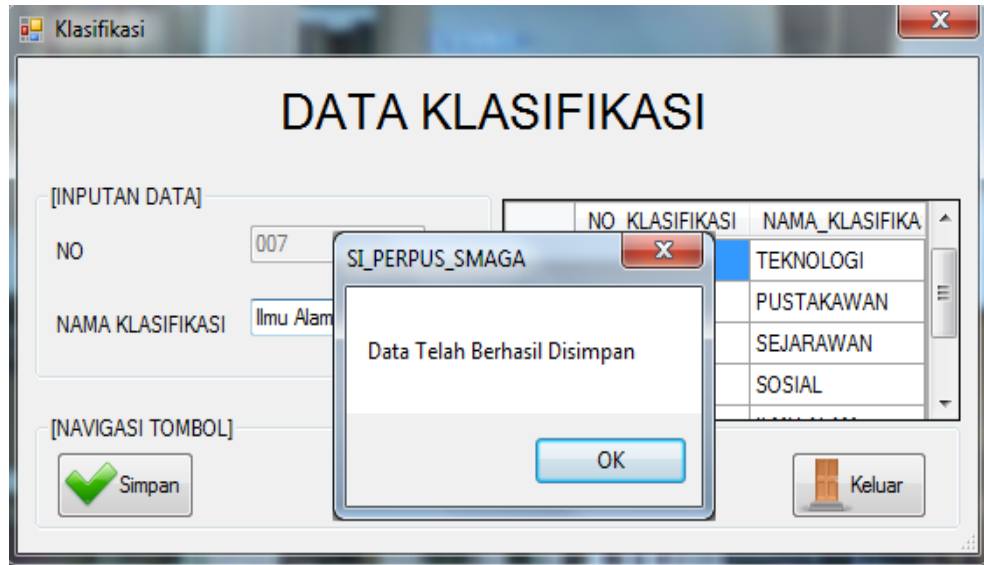 Klasifikasi
DATA KLASIFIKASI
[INPUTAN DATA]
NO
007
NAMA KLASIFIKASI
Ilmu Alam
NO_KLASIFIKASI NAMA_KLASIFIKA
TEKNOLOGI
PUSTAKAWAN
SEJARAWAN
SOSIAL
SI_PERPUS_SMAGA
Data Telah Berhasil Disimpan
OK
[NAVIGASI TOMBOL]
Simpan
Keluar